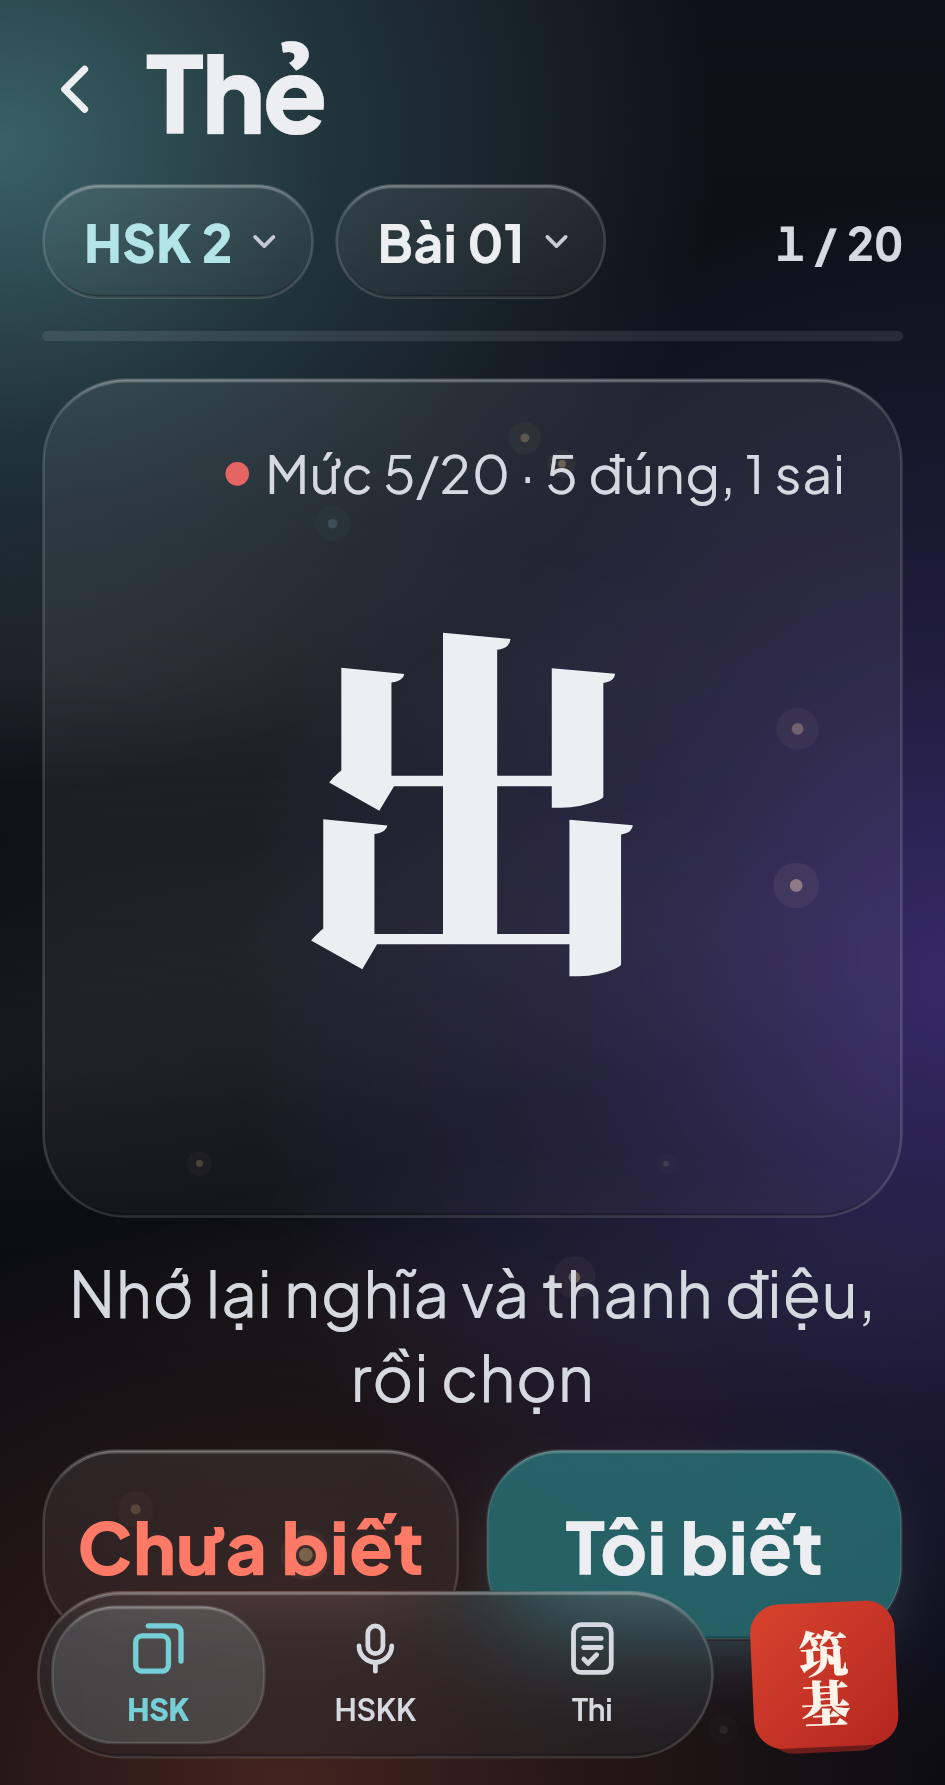 Thẻ
HSK 2
Bài 01
1 / 20
Mức 5/20 · 5 đúng, 1 sai
出
Nhớ lại nghĩa và thanh điệu,
rồi chọn
Chưa biết
Tôi biết
HSK
HSKK
Thi
筑
基